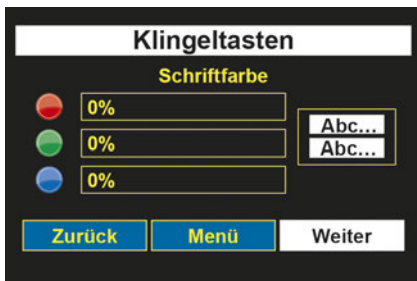 Klingeltasten
Schriftfarbe
0%
0%
0%
Abc...
Abc...
Zurück Menü Weiter